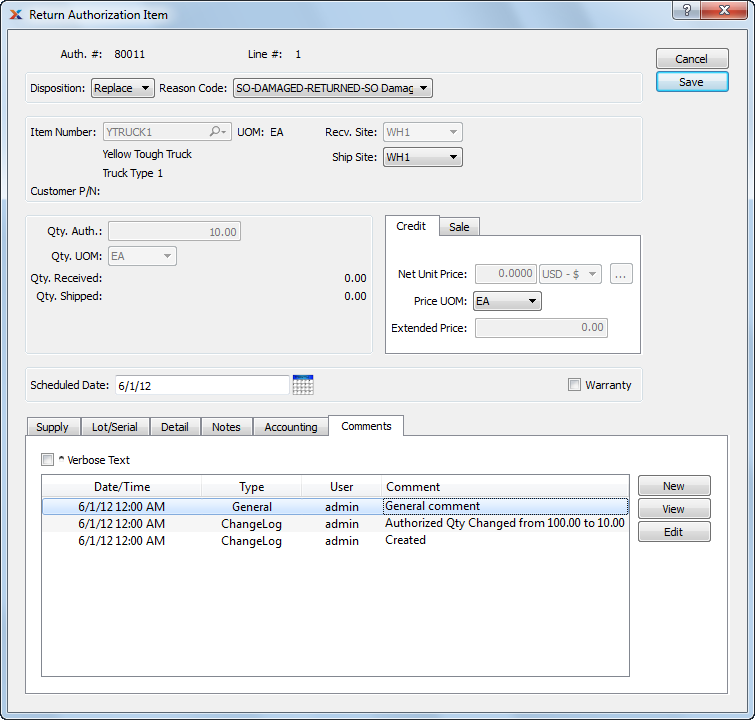 Return Authorization Item
Auth. #: 80011 Line #: 1
Cancel
Save
Disposition: Replace Reason Code: SO-DAMAGED-RETURNED-SO Damag
Item Number: YTRUCK1 UOM: EA Recv. Site: WH1
Yellow Tough Truck Ship Site: WH1
Truck Type 1
Customer P/N:
Qty. Auth.: 10.00
Qty. UOM: EA
Qty. Received: 0.00
Qty. Shipped: 0.00
Credit Sale
Net Unit Price: 0.0000 USD - $ ...
Price UOM: EA
Extended Price: 0.00
Scheduled Date: 6/1/12 Warranty
Supply Lot/Serial Detail Notes Accounting Comments
^ Verbose Text
Date/Time Type User Comment
6/1/12 12:00 AM General admin General comment
6/1/12 12:00 AM ChangeLog admin Authorized Qty Changed from 100.00 to 10.00
6/1/12 12:00 AM ChangeLog admin Created
New
View
Edit